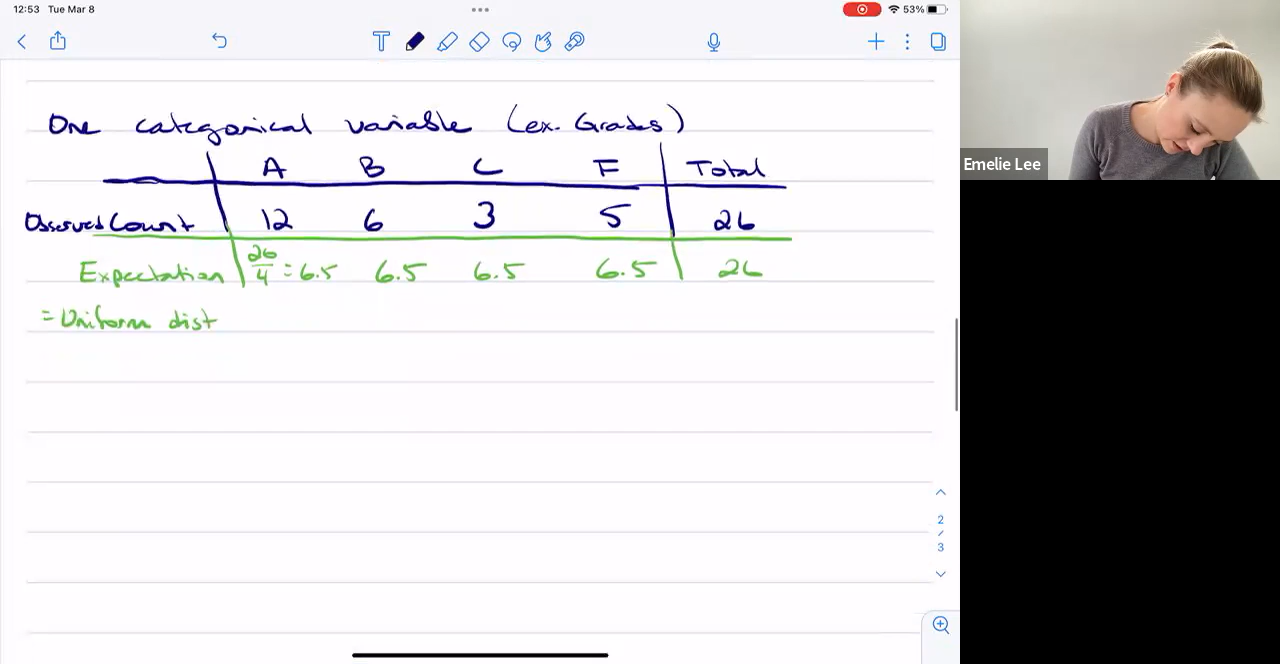 12:53 Tue Mar 8
53%
One categorical variable (ex. Grades)
A B C F Total
Observed Count 12 6 3 5 26
Expectation 26/4 = 6.5 6.5 6.5 6.5 26
= Uniform dist
Emelie Lee
2
/
3